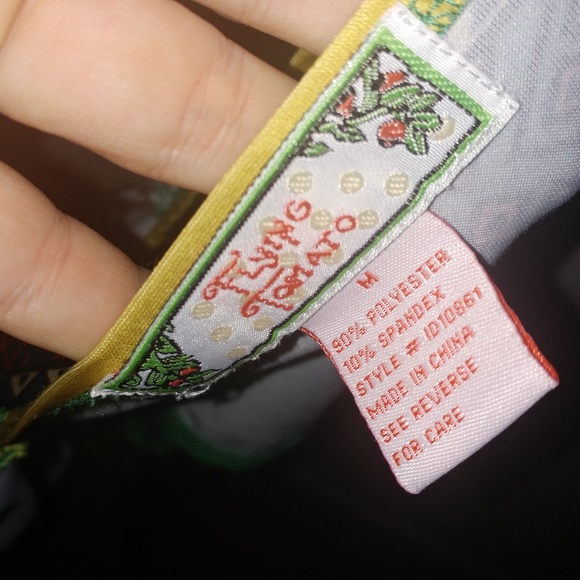 Flying
Tomato
M
90% POLYESTER
10% SPANDEX
STYLE # ID10861
MADE IN CHINA
SEE REVERSE
FOR CARE